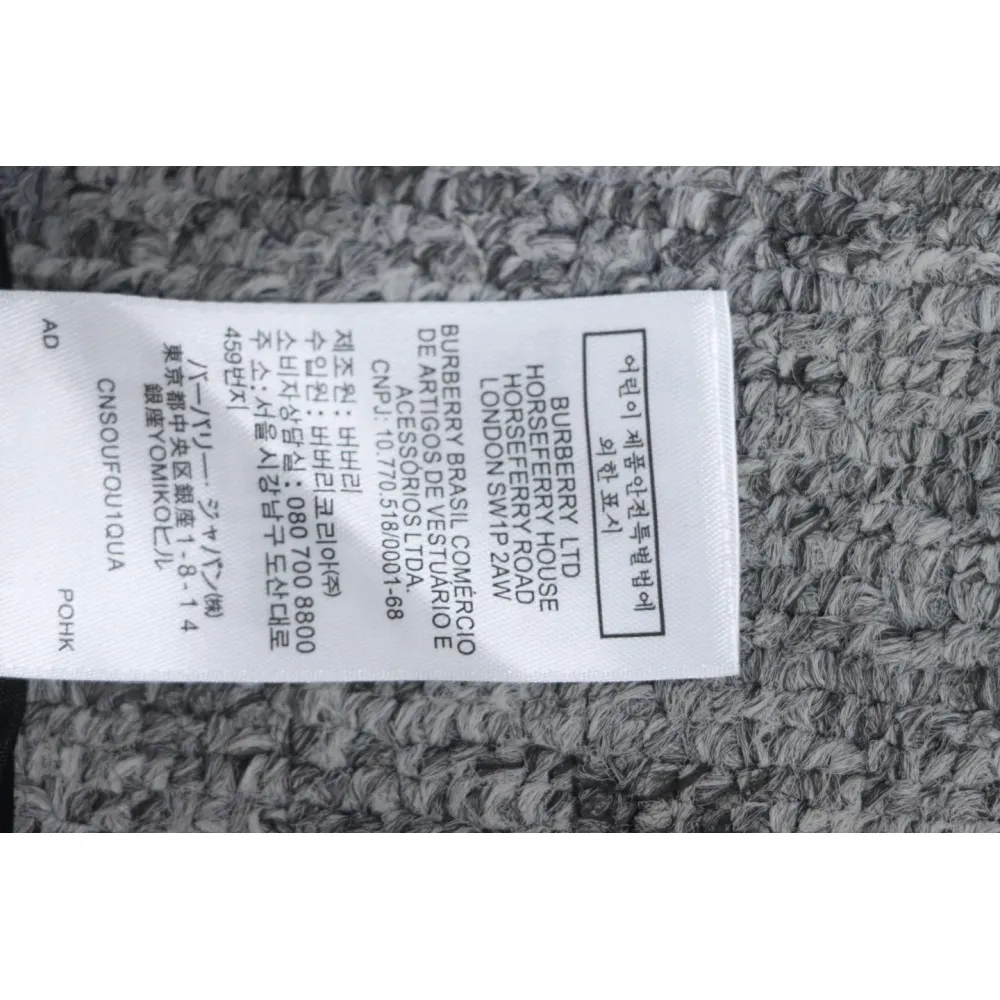 어린이 제품안전특별법에
의한 표시
BURBERRY LTD
HORSEFERRY HOUSE
HORSEFERRY ROAD
LONDON SW1P 2AW
BURBERRY BRASIL COMÉRCIO
DE ARTIGOS DE VESTUÁRIO E
ACESSÓRIOS LTDA.
CNPJ: 10.770.518/0001-68
제조원 : 버버리
수입원 : 버버리코리아(주)
소비자상담실 : 080 700 8800
주 소 : 서울시강남구 도산대로
459번지
バーバリー・ジャパン㈱
東京都中央区銀座1-8-14
銀座YOMIKOビル
CNSOUFOU1QUA
POHK
AD